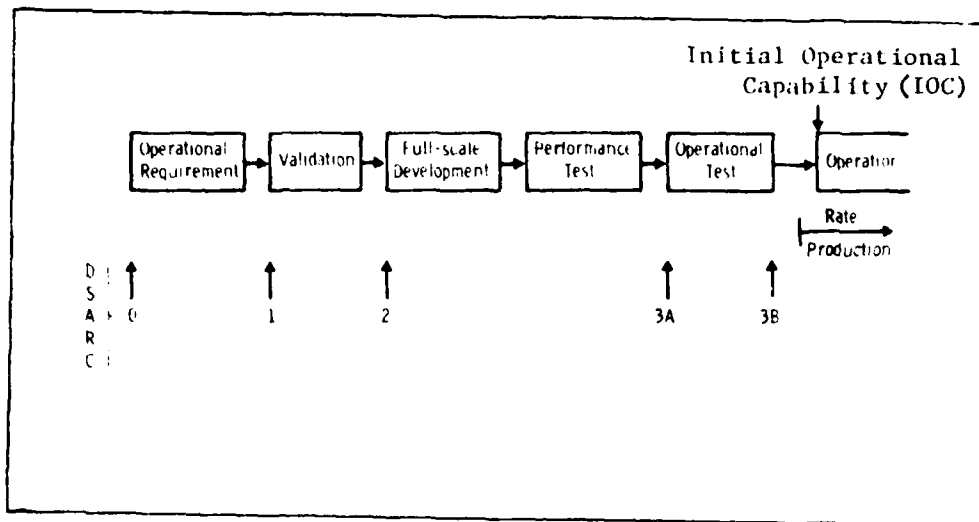 Initial Operational
Capability (IOC)
Operational
Requirement
Validation
Full-scale
Development
Performance
Test
Operational
Test
Operation
Rate
Production
D
S
A
R
C
0
1
2
3A
3B